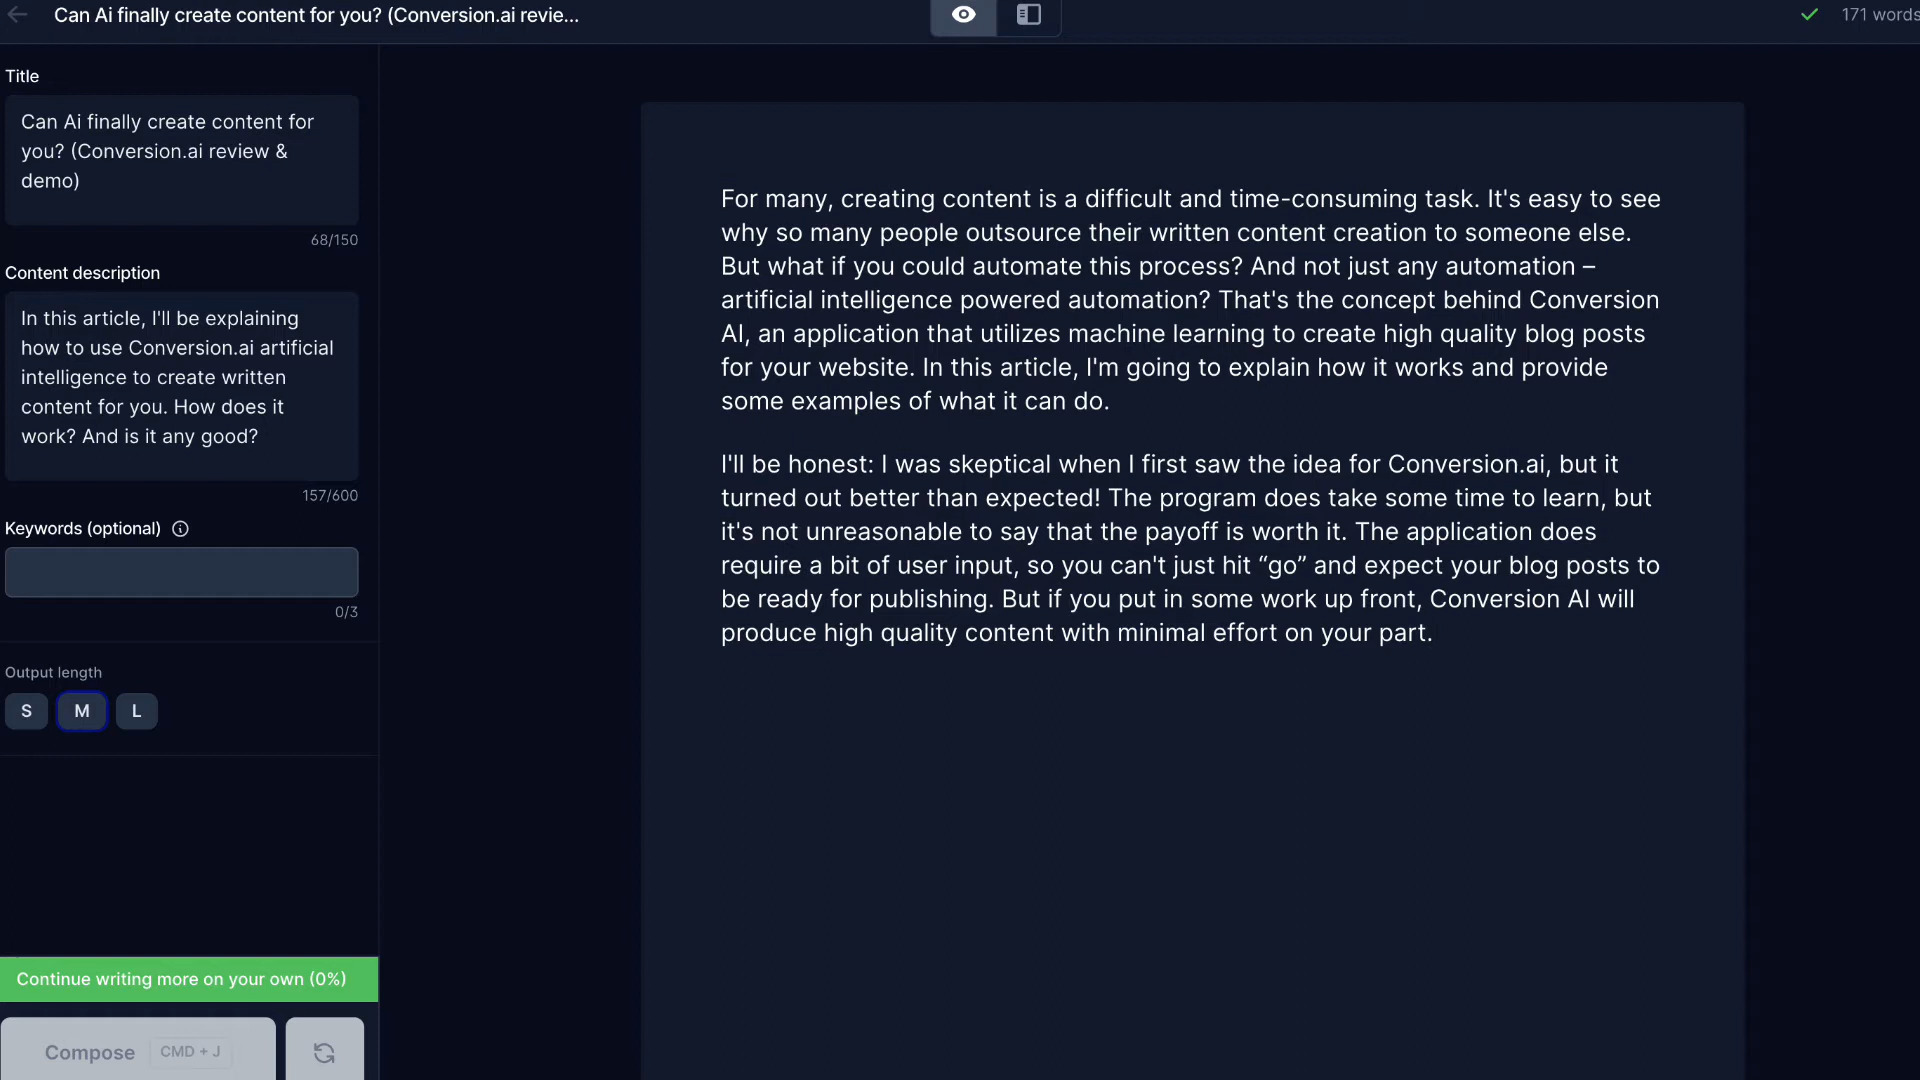 Can Ai finally create content for you? (Conversion.ai revie...
171 words
Title
Can Ai finally create content for
you? (Conversion.ai review &
demo)
68/150
Content description
In this article, I'll be explaining
how to use Conversion.ai artificial
intelligence to create written
content for you. How does it
work? And is it any good?
157/600
Keywords (optional)
0/3
Output length
S M L
Continue writing more on your own (0%)
Compose CMD + J
For many, creating content is a difficult and time-consuming task. It's easy to see
why so many people outsource their written content creation to someone else.
But what if you could automate this process? And not just any automation –
artificial intelligence powered automation? That's the concept behind Conversion
AI, an application that utilizes machine learning to create high quality blog posts
for your website. In this article, I'm going to explain how it works and provide
some examples of what it can do.
I'll be honest: I was skeptical when I first saw the idea for Conversion.ai, but it
turned out better than expected! The program does take some time to learn, but
it's not unreasonable to say that the payoff is worth it. The application does
require a bit of user input, so you can't just hit “go” and expect your blog posts to
be ready for publishing. But if you put in some work up front, Conversion AI will
produce high quality content with minimal effort on your part.